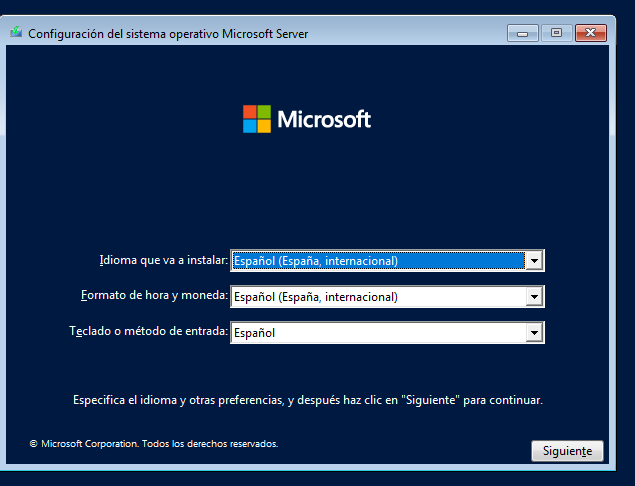 Configuración del sistema operativo Microsoft Server
Microsoft
Idioma que va a instalar: Español (España, internacional)
Formato de hora y moneda: Español (España, internacional)
Teclado o método de entrada: Español
Especifica el idioma y otras preferencias, y después haz clic en "Siguiente" para continuar.
© Microsoft Corporation. Todos los derechos reservados.
Siguiente